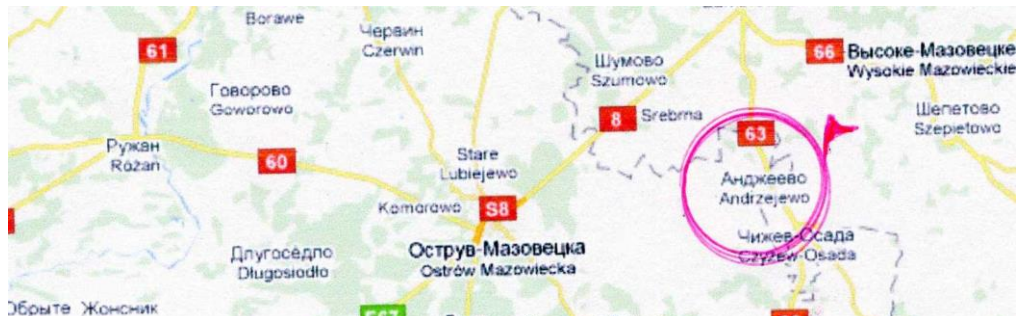 Borawe
61
Червин
Czerwin
66
Высоке-Мазовецке
Wysokie Mazowieckie
Шумово
Szumowo
Говорово
Goworowo
8
Srebrna
63
Шепетово
Szepietowo
Ружан
Różan
60
Stare
Lubiejewo
Анджеево
Andrzejewo
Komorowo
S8
Чижев-Осада
Czyżew-Osada
Длугоседло
Długosiodło
Острув-Мазовецка
Ostrów Mazowiecka
Обрыте Жонсник
E67